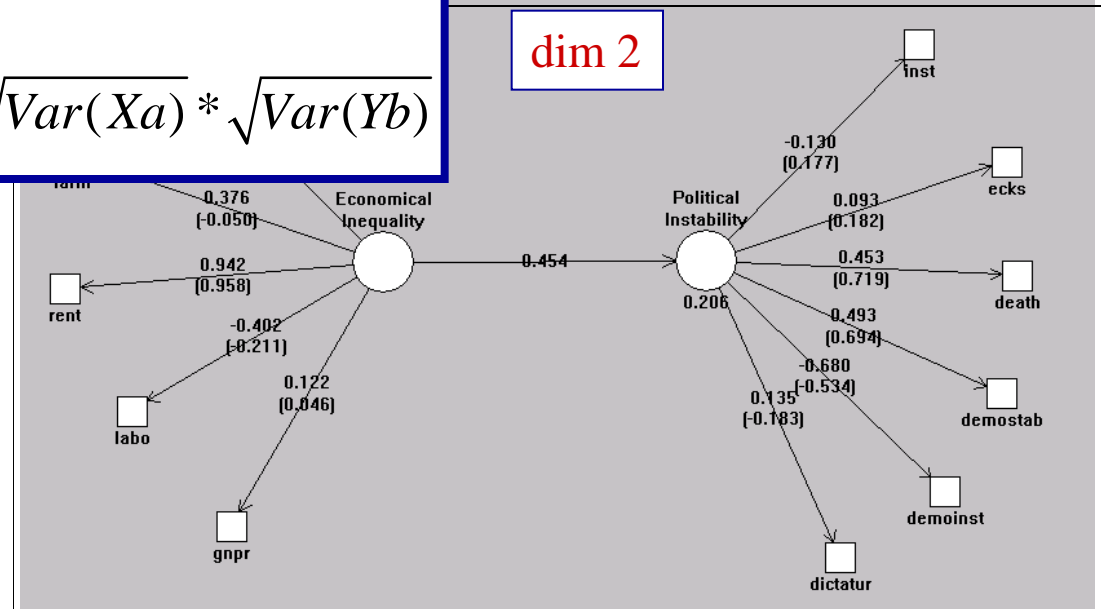 √Var(Xa) * √Var(Yb)
dim 2
inst
-0.130
(0.177)
ecks
0.093
(0.182)
0.376
(-0.050)
Economical
Inequality
Political
Instability
0.454
0.206
0.942
(0.958)
rent
0.453
(0.719)
death
-0.402
(-0.211)
labo
0.493
(0.694)
demostab
0.122
(0.046)
gnpr
-0.680
(-0.534)
demoinst
0.135
(-0.183)
dictatur